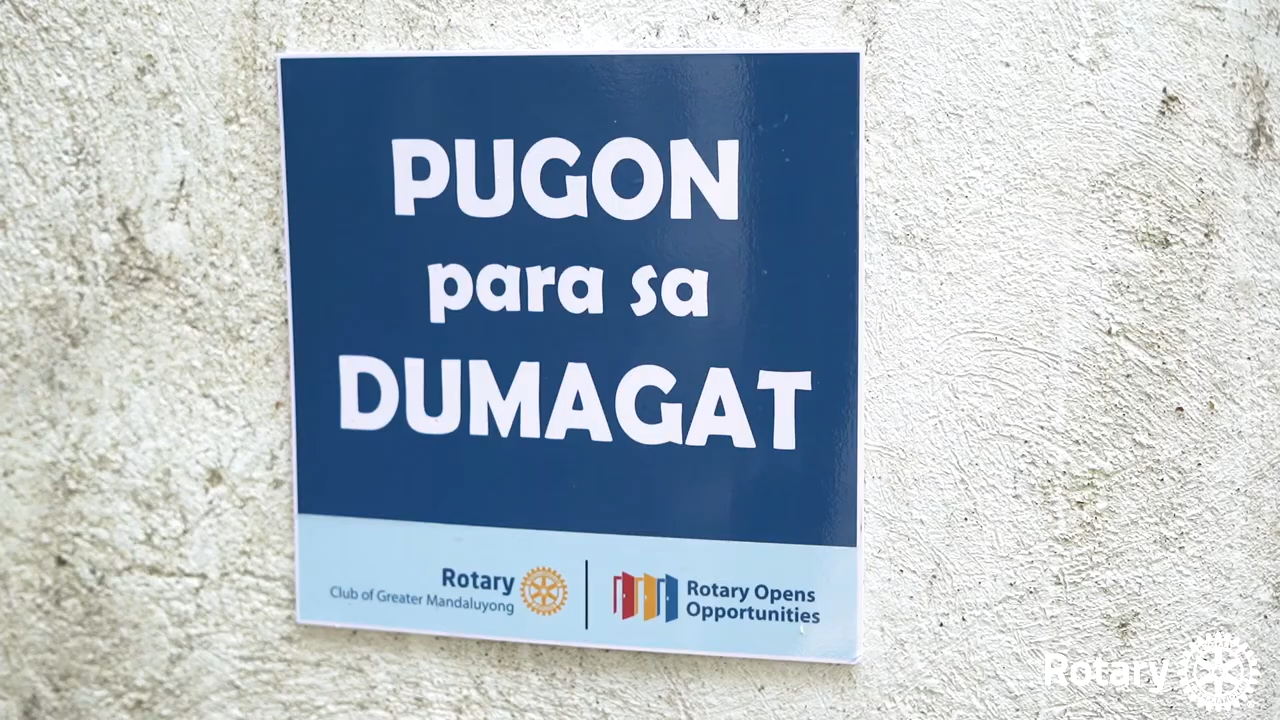 PUGON
para sa
DUMAGAT
Rotary
Club of Greater Mandaluyong
Rotary Opens
Opportunities
Rotary